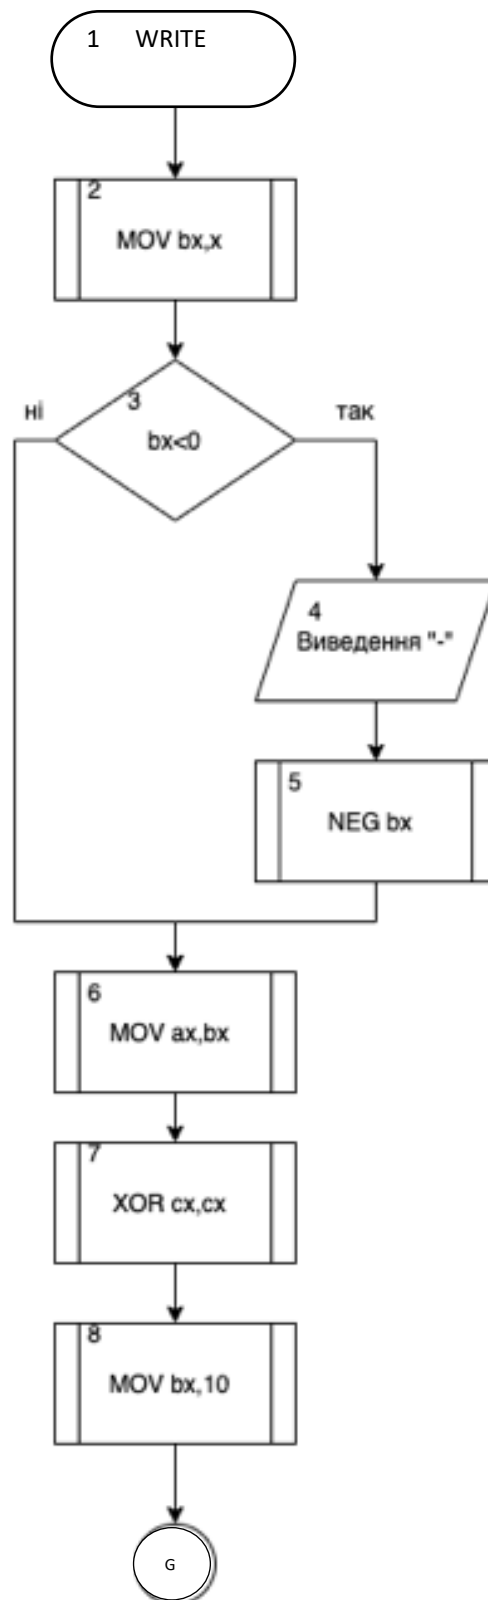 1 WRITE
2
MOV bx,x
ні
3
так
bx<0
4
Виведення "-"
5
NEG bx
6
MOV ax,bx
7
XOR cx,cx
8
MOV bx,10
G